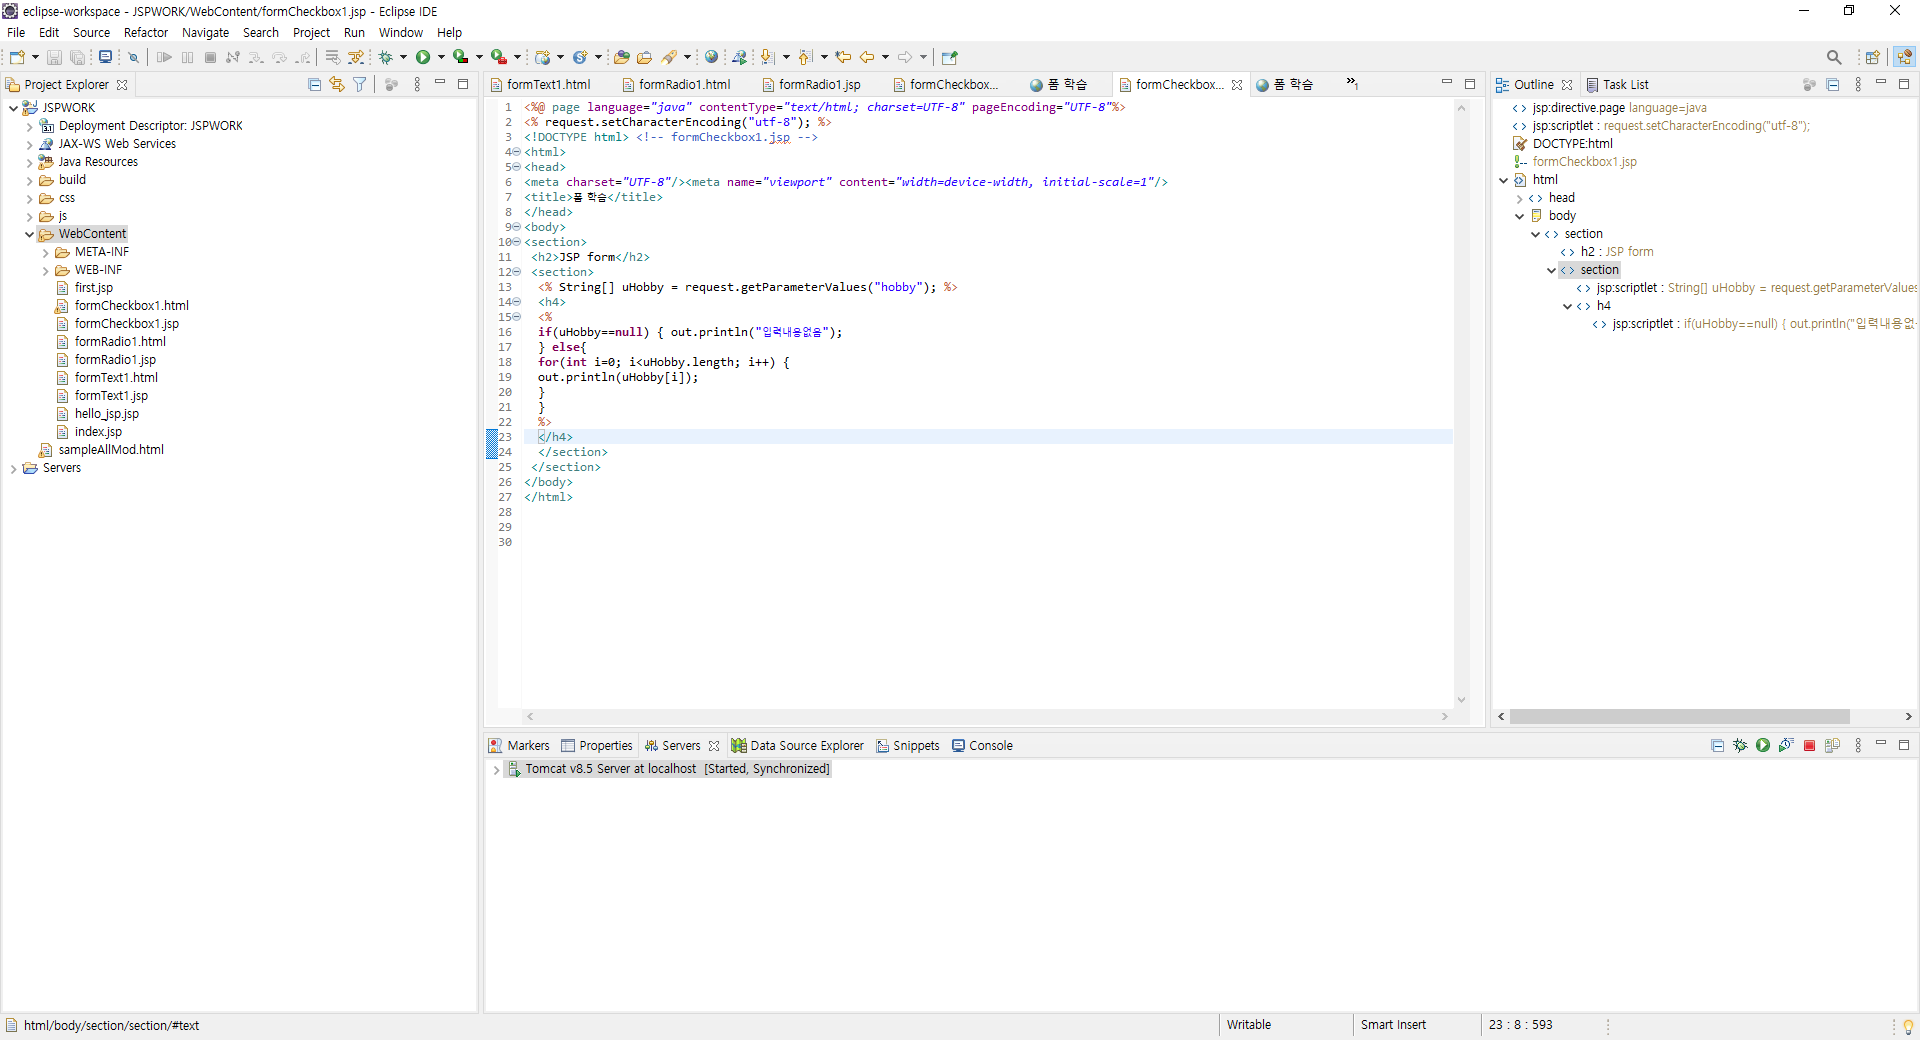 eclipse-workspace - JSPWORK/WebContent/formCheckbox1.jsp - Eclipse IDE
File Edit Source Refactor Navigate Search Project Run Window Help
Project Explorer
JSPWORK
Deployment Descriptor: JSPWORK
JAX-WS Web Services
Java Resources
build
css
js
WebContent
META-INF
WEB-INF
first.jsp
formCheckbox1.html
formCheckbox1.jsp
formRadio1.html
formRadio1.jsp
formText1.html
formText1.jsp
hello_jsp.jsp
index.jsp
sampleAllMod.html
Servers
formText1.html formRadio1.html formRadio1.jsp formCheckbox... 폼 학습 formCheckbox... 폼 학습 »1
1 <%@ page language="java" contentType="text/html; charset=UTF-8" pageEncoding="UTF-8"%>
2 <% request.setCharacterEncoding("utf-8"); %>
3 <!DOCTYPE html> <!-- formCheckbox1.jsp -->
4 <html>
5 <head>
6 <meta charset="UTF-8"/><meta name="viewport" content="width=device-width, initial-scale=1"/>
7 <title>폼 학습</title>
8 </head>
9 <body>
10 <section>
11 <h2>JSP form</h2>
12 <section>
13 <% String[] uHobby = request.getParameterValues("hobby"); %>
14 <h4>
15 <%
16 if(uHobby==null) { out.println("입력내용없음");
17 } else{
18 for(int i=0; i<uHobby.length; i++) {
19 out.println(uHobby[i]);
20 }
21 }
22 %>
23 </h4>
24 </section>
25 </section>
26 </body>
27 </html>
28
29
30
Outline Task List
jsp:directive.page language=java
jsp:scriptlet : request.setCharacterEncoding("utf-8");
DOCTYPE:html
formCheckbox1.jsp
html
head
body
section
h2 : JSP form
section
jsp:scriptlet : String[] uHobby = request.getParameterValues
h4
jsp:scriptlet : if(uHobby==null) { out.println("입력내용없
Markers Properties Servers Data Source Explorer Snippets Console
Tomcat v8.5 Server at localhost [Started, Synchronized]
html/body/section/section/#text
Writable Smart Insert 23 : 8 : 593